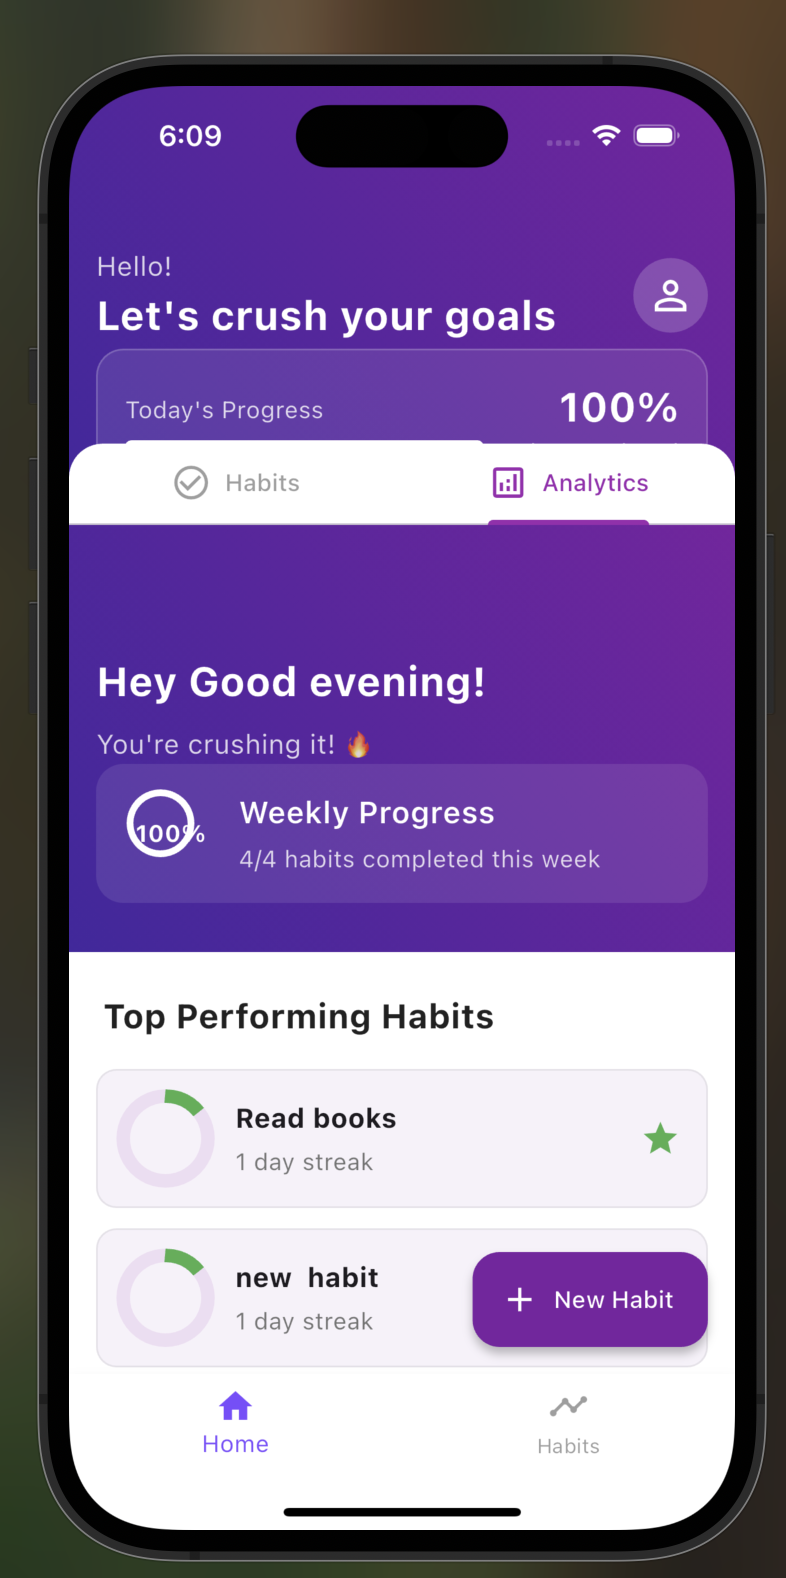 6:09
Hello!
Let's crush your goals
Today's Progress
100%
Habits
Analytics
Hey Good evening!
You're crushing it! 🔥
100%
Weekly Progress
4/4 habits completed this week
Top Performing Habits
Read books
1 day streak
new  habit
1 day streak
+ New Habit
Home
Habits